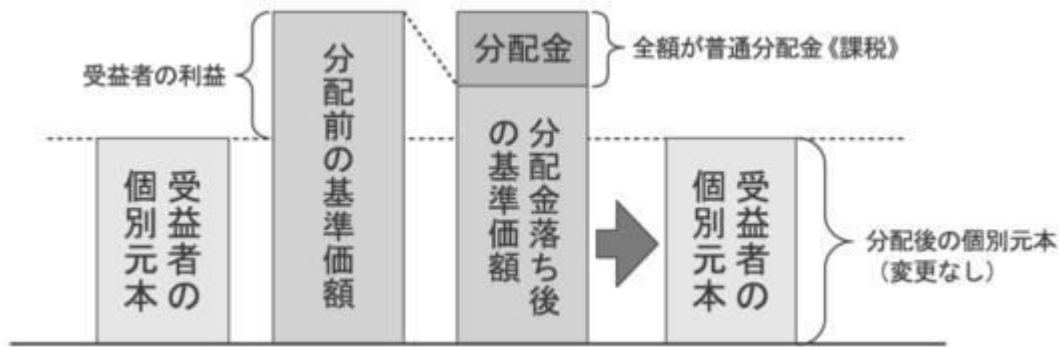 受益者の利益
受益者の
個別元本
分配前の基準価額
分配金
全額が普通分配金《課税》
分配金落ち後
の基準価額
受益者の
個別元本
分配後の個別元本
（変更なし）